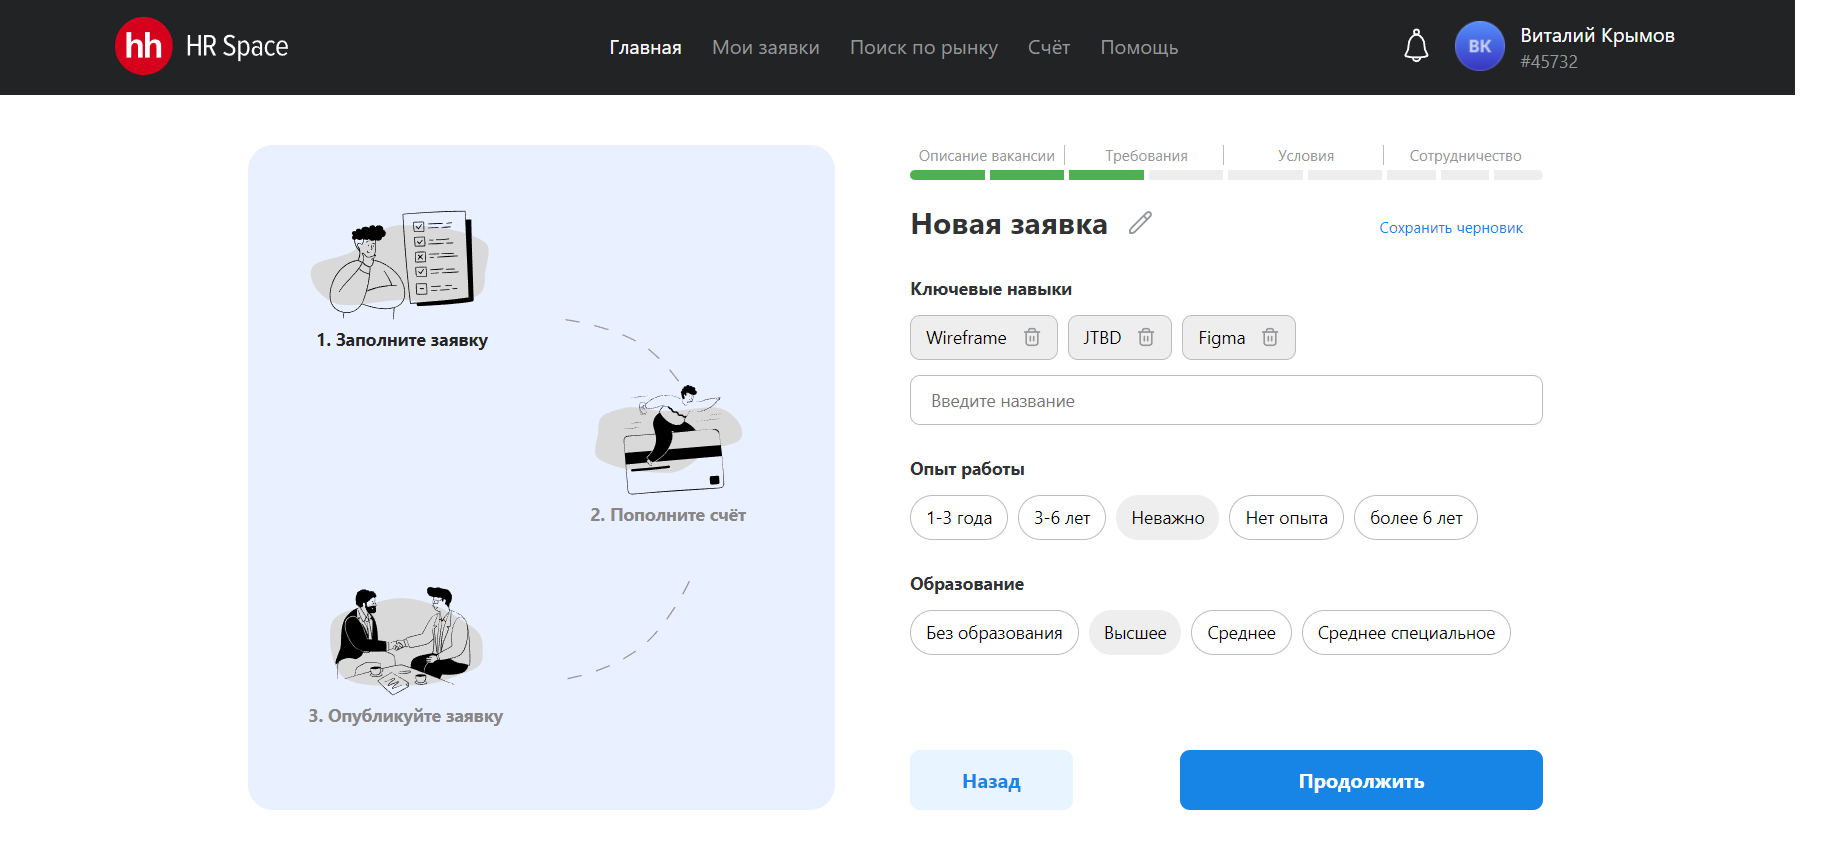 hh HR Space
Главная Мои заявки Поиск по рынку Счёт Помощь
ВК
Виталий Крымов
#45732
1. Заполните заявку
2. Пополните счёт
3. Опубликуйте заявку
Описание вакансии Требования Условия Сотрудничество
Новая заявка
Сохранить черновик
Ключевые навыки
Wireframe JTBD Figma
Введите название
Опыт работы
1-3 года 3-6 лет Неважно Нет опыта более 6 лет
Образование
Без образования Высшее Среднее Среднее специальное
Назад Продолжить